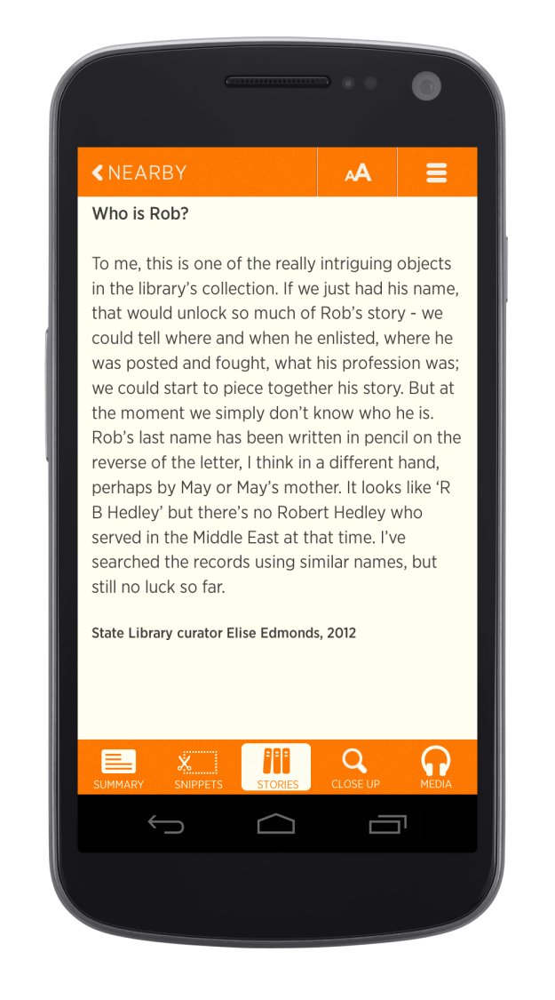 NEARBY
AA
Who is Rob?
To me, this is one of the really intriguing objects
in the library’s collection. If we just had his name,
that would unlock so much of Rob’s story - we
could tell where and when he enlisted, where he
was posted and fought, what his profession was;
we could start to piece together his story. But at
the moment we simply don’t know who he is.
Rob’s last name has been written in pencil on the
reverse of the letter, I think in a different hand,
perhaps by May or May’s mother. It looks like ‘R
B Hedley’ but there’s no Robert Hedley who
served in the Middle East at that time. I’ve
searched the records using similar names, but
still no luck so far.
State Library curator Elise Edmonds, 2012
SUMMARY SNIPPETS STORIES CLOSE UP MEDIA